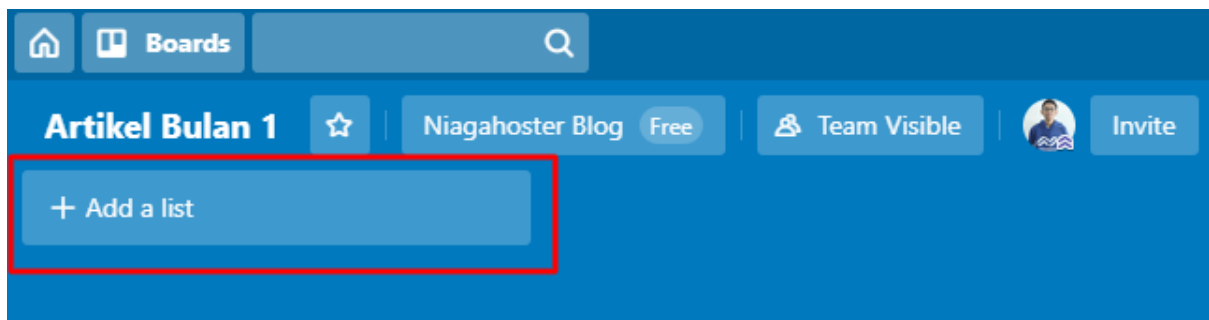 Boards
Artikel Bulan 1 Niagahoster Blog Free Team Visible Invite
+ Add a list